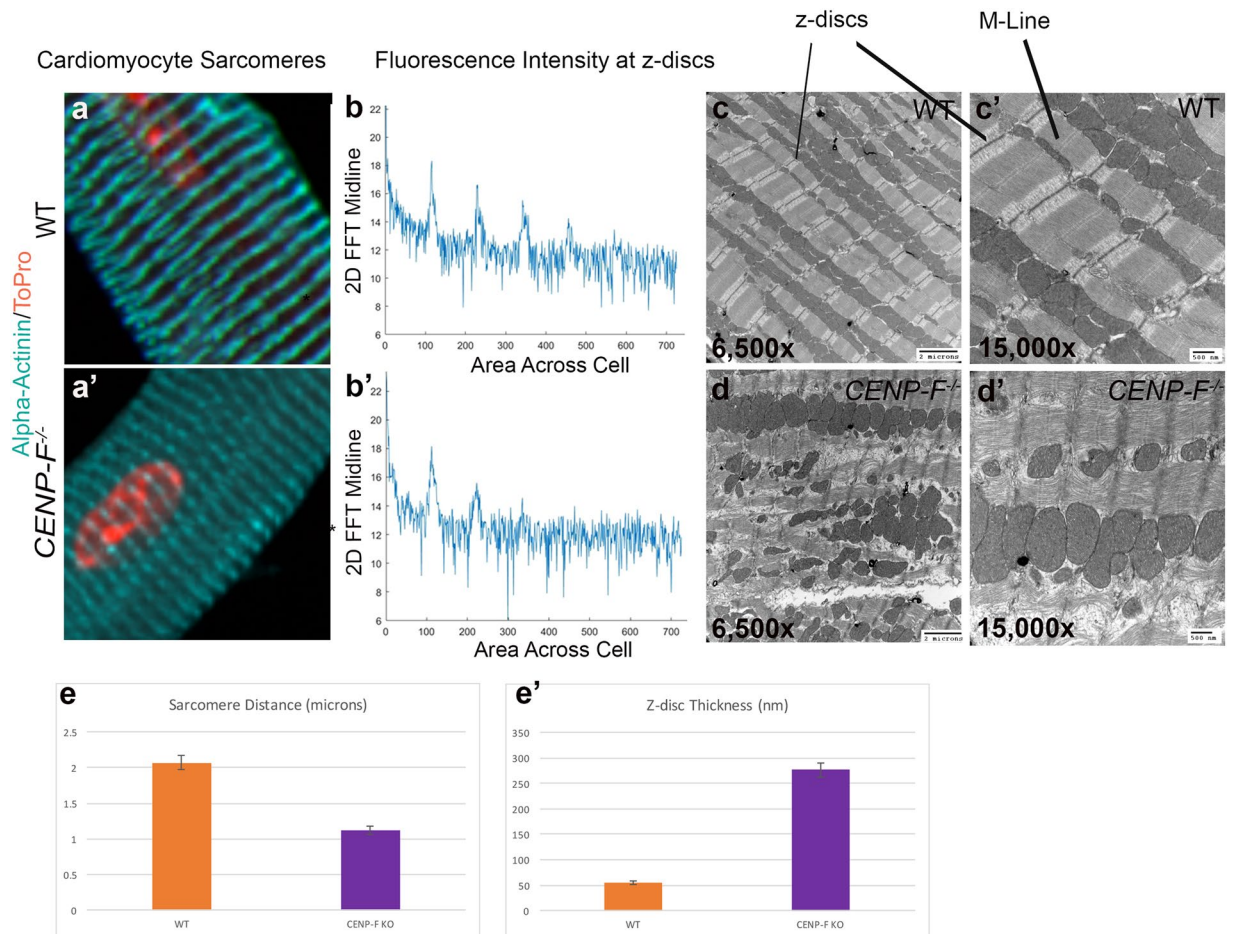 z-discs
M-Line
Cardiomyocyte Sarcomeres
Fluorescence Intensity at z-discs
a
WT
Alpha-Actinin/ToPro
b
22
20
18
16
14
12
10
8
6
2D FFT Midline
0 100 200 300 400 500 600 700
Area Across Cell
c
WT
6,500x
2 microns
c'
WT
15,000x
500 nm
a'
CENP-F-/-
*
*
b'
22
20
18
16
14
12
10
8
6
2D FFT Midline
0 100 200 300 400 500 600 700
Area Across Cell
d
CENP-F-/-
6,500x
2 microns
d'
CENP-F-/-
15,000x
500 nm
e
Sarcomere Distance (microns)
2.5
2
1.5
1
0.5
0
WT CENP-F KO
e'
Z-disc Thickness (nm)
350
300
250
200
150
100
50
0
WT CENP-F KO